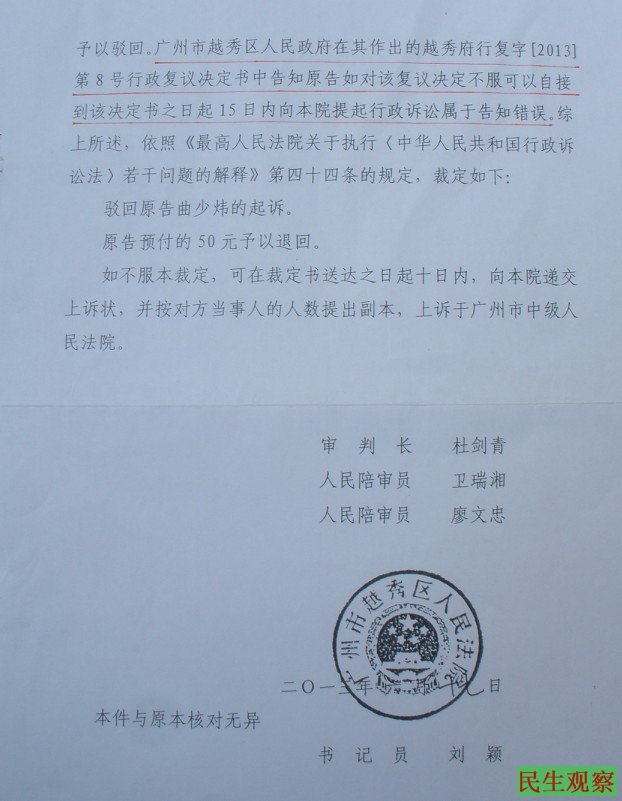 予以驳回。广州市越秀区人民政府在其作出的越秀府行复字[2013]
第8号行政复议决定书中告知原告如对该复议决定不服可以自接
到该决定书之日起15日内向本院提起行政诉讼属于告知错误。综
上所述，依照《最高人民法院关于执行〈中华人民共和国行政诉
讼法〉若干问题的解释》第四十四条的规定，裁定如下：
驳回原告曲少炜的起诉。
原告预付的50元予以退回。
如不服本裁定，可在裁定书送达之日起十日内，向本院递交
上诉状，并按对方当事人的人数提出副本，上诉于广州市中级人
民法院。
审判长 杜剑青
人民陪审员 卫瑞湘
人民陪审员 廖文忠
广州市越秀区人民法院
二〇一三年 日
本件与原本核对无异
书记员 刘颖
民生观察